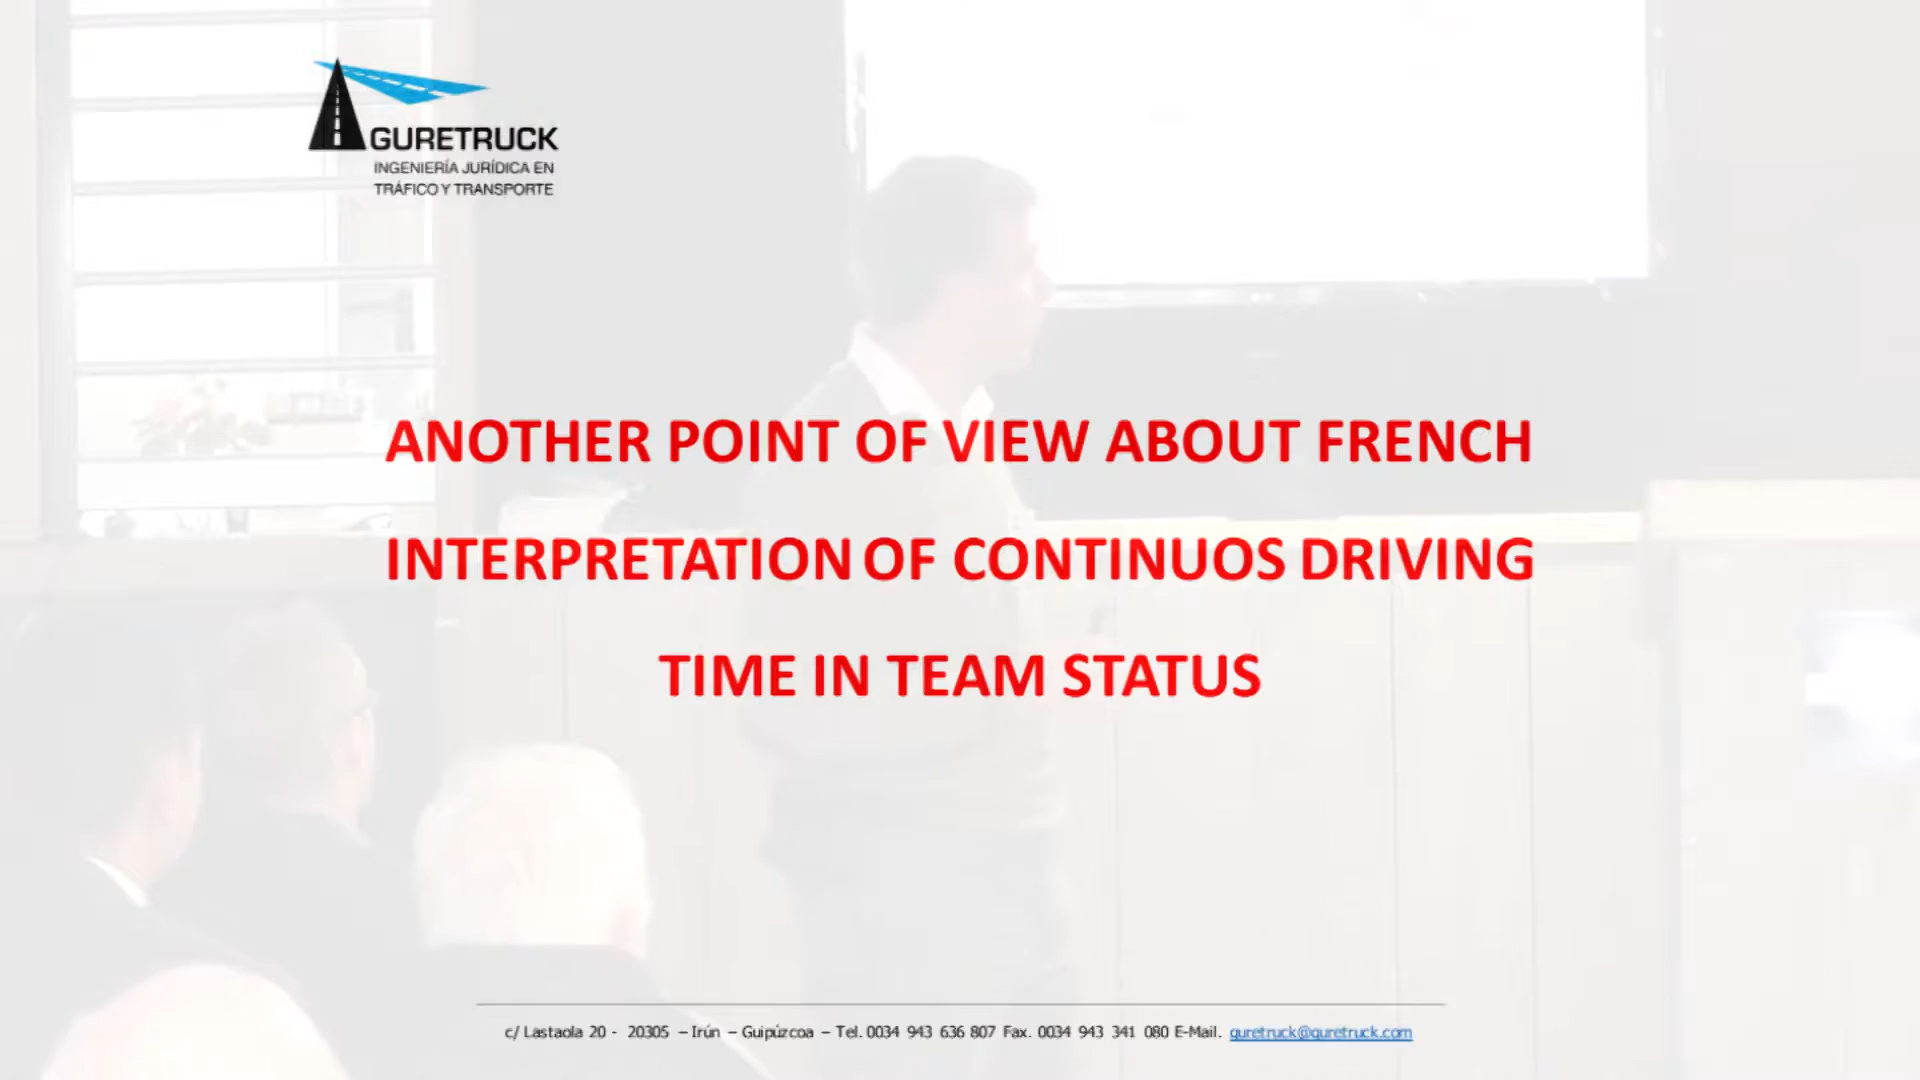 GURETRUCK
INGENIERÍA JURÍDICA EN
TRÁFICO Y TRANSPORTE
ANOTHER POINT OF VIEW ABOUT FRENCH
INTERPRETATION OF CONTINUOS DRIVING
TIME IN TEAM STATUS
c/ Lastaola 20 - 20305 – Irún – Guipúzcoa – Tel. 0034 943 636 807 Fax. 0034 943 341 080 E-Mail. guretruck@guretruck.com